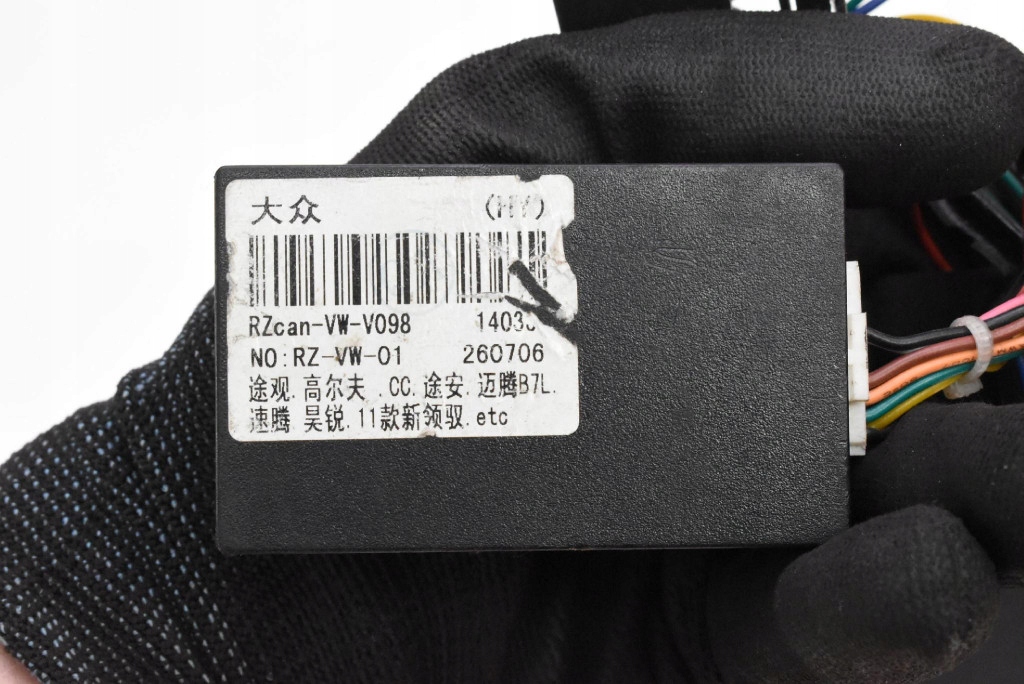 大众 (HY)
RZcan-VW-V098
NO:RZ-VW-01 260706
途观.高尔夫.CC.途安.迈腾B7L.
速腾 昊锐.11款新领驭.etc